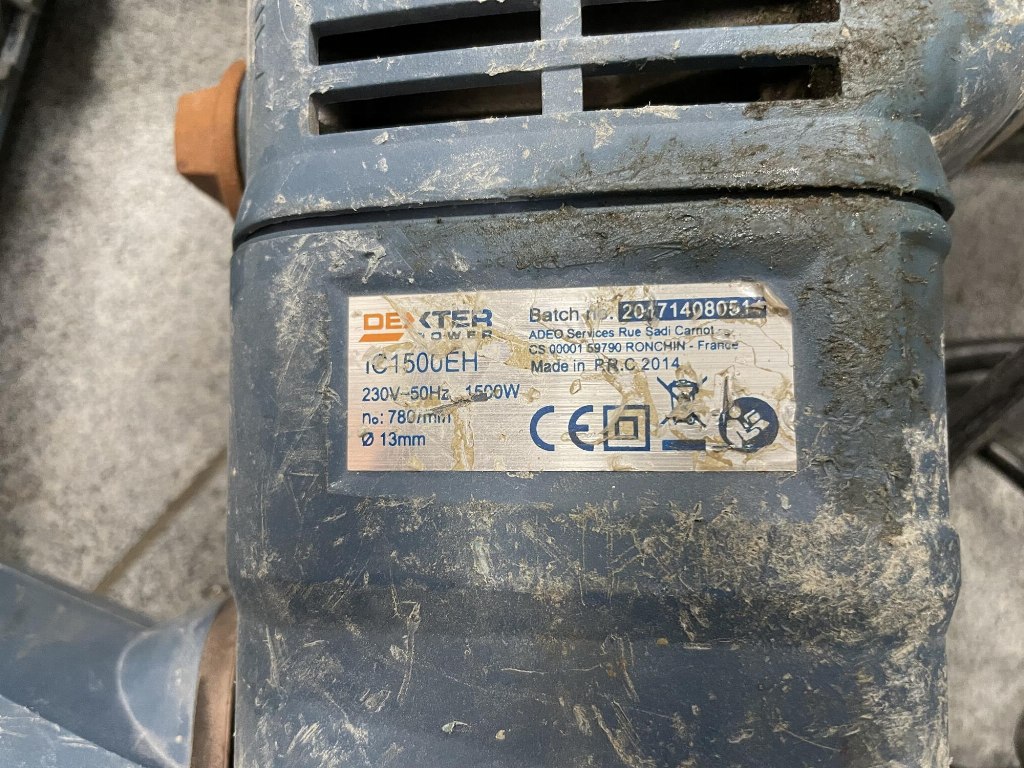 DEXTER
POWER
IC1500EH
230V~50Hz 1500W
n₀: 780/min
Ø 13mm
Batch no.
ADEO Services Rue Sadi Carnot
CS 00001 59790 RONCHIN - France
Made in P.R.C 2014
CE